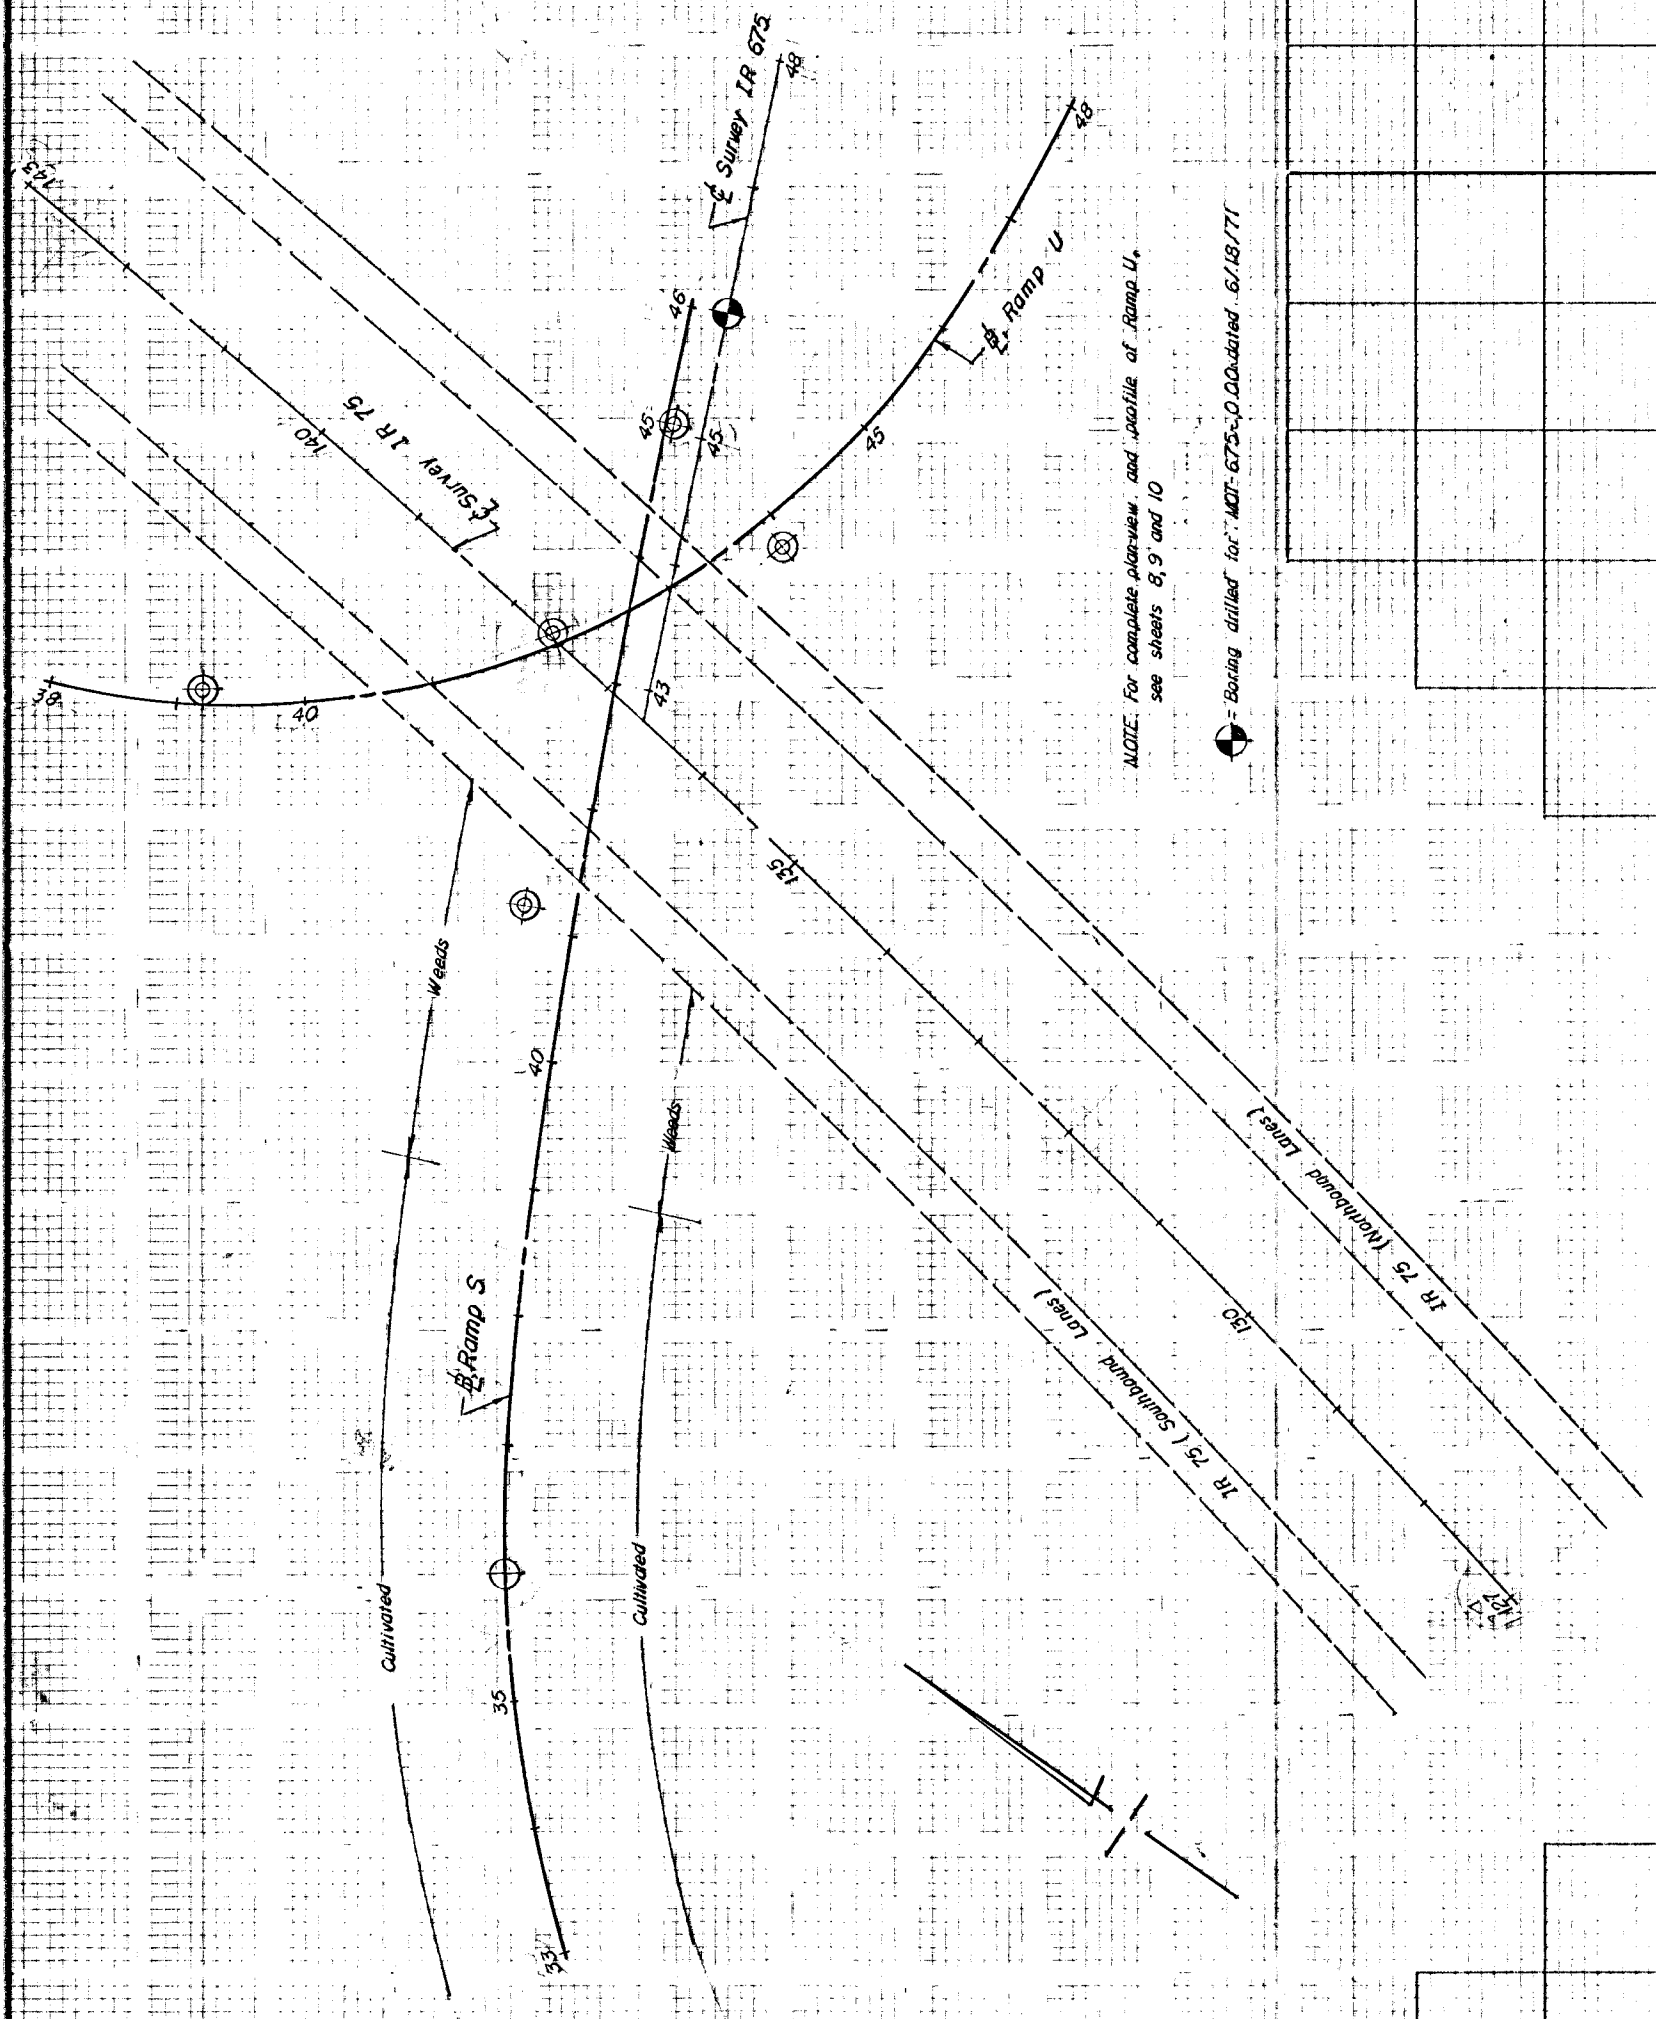 ℄ Survey IR 675
48
143
46
45
45
℄ Survey IR 75
140
48
℄ Ramp U
45
38
40
43
135
NOTE: For complete plan-view and profile of Ramp U,
see sheets 8, 9 and 10
= Boring drilled for MOT-675-0.00 dated 6/18/71
Weeds
Weeds
40
℄ Ramp S
Cultivated
Cultivated
35
33
IR 75 (Northbound Lanes)
IR 75 (Southbound Lanes)
130
127